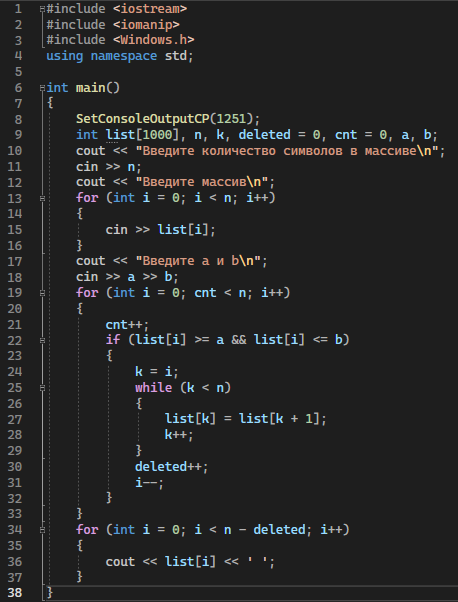 1 #include <iostream>
2 #include <iomanip>
3 #include <Windows.h>
4 using namespace std;
5
6 int main()
7 {
8 SetConsoleOutputCP(1251);
9 int list[1000], n, k, deleted = 0, cnt = 0, a, b;
10 cout << "Введите количество символов в массиве\n";
11 cin >> n;
12 cout << "Введите массив\n";
13 for (int i = 0; i < n; i++)
14 {
15 cin >> list[i];
16 }
17 cout << "Введите a и b\n";
18 cin >> a >> b;
19 for (int i = 0; cnt < n; i++)
20 {
21 cnt++;
22 if (list[i] >= a && list[i] <= b)
23 {
24 k = i;
25 while (k < n)
26 {
27 list[k] = list[k + 1];
28 k++;
29 }
30 deleted++;
31 i--;
32 }
33 }
34 for (int i = 0; i < n - deleted; i++)
35 {
36 cout << list[i] << ' ';
37 }
38 }